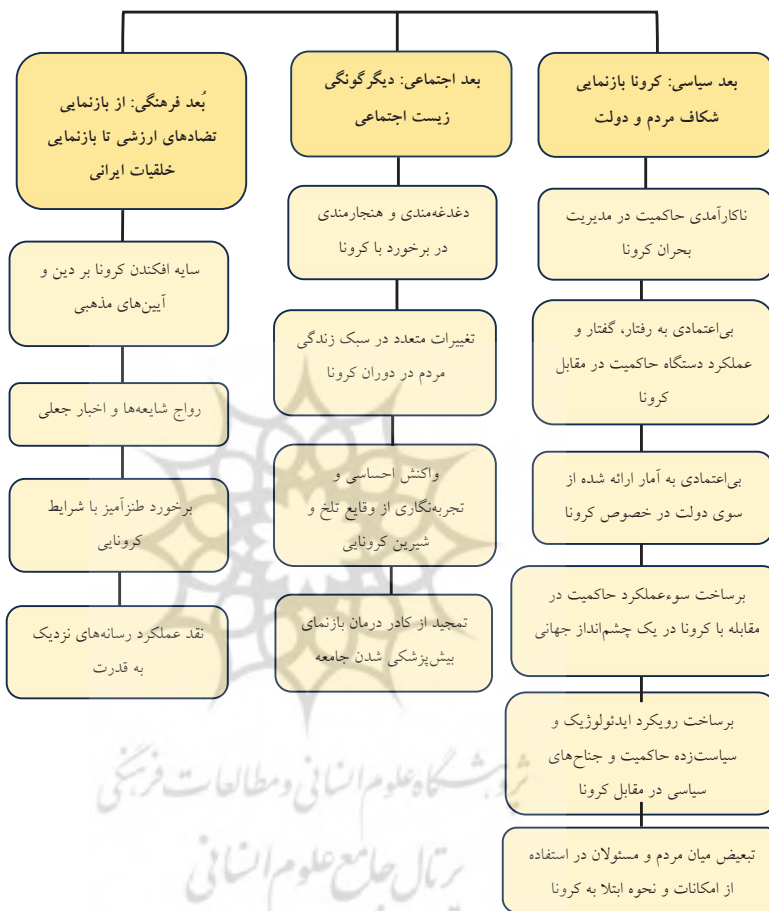 بعد سیاسی: کرونا بازنمایی
شکاف مردم و دولت
ناکارآمدی حاکمیت در مدیریت
بحران کرونا
بی‌اعتمادی به رفتار، گفتار و
عملکرد دستگاه حاکمیت در مقابل
کرونا
بی‌اعتمادی به آمار ارائه شده از
سوی دولت در خصوص کرونا
برساخت سوءعملکرد حاکمیت در
مقابله با کرونا در یک چشم‌انداز جهانی
برساخت رویکرد ایدئولوژیک و
سیاست‌زده حاکمیت و جناح‌های
سیاسی در مقابل کرونا
تبعیض میان مردم و مسئولان در استفاده
از امکانات و نحوه ابتلا به کرونا
بعد اجتماعی: دیگرگونگی
زیست اجتماعی
دغدغه‌مندی و هنجارمندی
در برخورد با کرونا
تغییرات متعدد در سبک زندگی
مردم در دوران کرونا
واکنش احساسی و
تجربه‌نگاری از وقایع تلخ و
شیرین کرونایی
تمجید از کادر درمان بازنمای
بیش‌پزشکی شدن جامعه
بُعد فرهنگی: از بازنمایی
تضادهای ارزشی تا بازنمایی
خلقیات ایرانی
سایه افکندن کرونا بر دین و
آیین‌های مذهبی
رواج شایعه‌ها و اخبار جعلی
برخورد طنزآمیز با شرایط
کرونایی
نقد عملکرد رسانه‌های نزدیک
به قدرت
پژوهشگاه علوم انسانی و مطالعات فرهنگی
پرتال جامع علوم انسانی